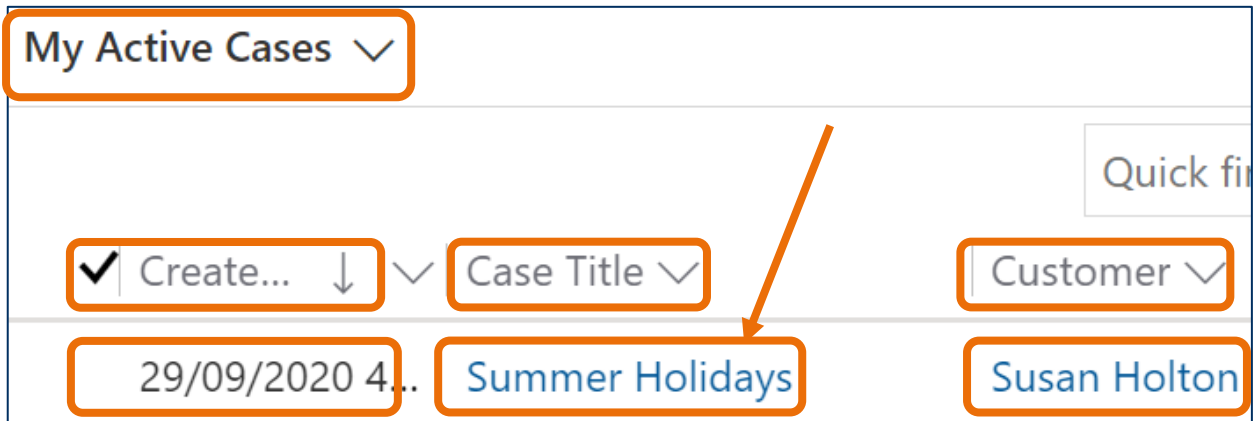 My Active Cases
Quick fi
Create... Case Title Customer
29/09/2020 4... Summer Holidays Susan Holton